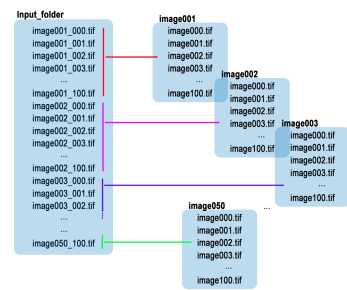 Input_folder
image001_000.tif
image001_001.tif
image001_002.tif
image001_003.tif
...
image001_100.tif
image002_000.tif
image002_001.tif
image002_002.tif
image002_003.tif
...
image002_100.tif
image003_000.tif
image003_001.tif
image003_002.tif
...
...
image050_100.tif
image001
image000.tif
image001.tif
image002.tif
image003.tif
...
image100.tif
image002
image000.tif
image001.tif
image002.tif
image003.tif
...
image100.tif
image003
image000.tif
image001.tif
image002.tif
image003.tif
...
image100.tif
...
image050
image000.tif
image001.tif
image002.tif
image003.tif
...
image100.tif